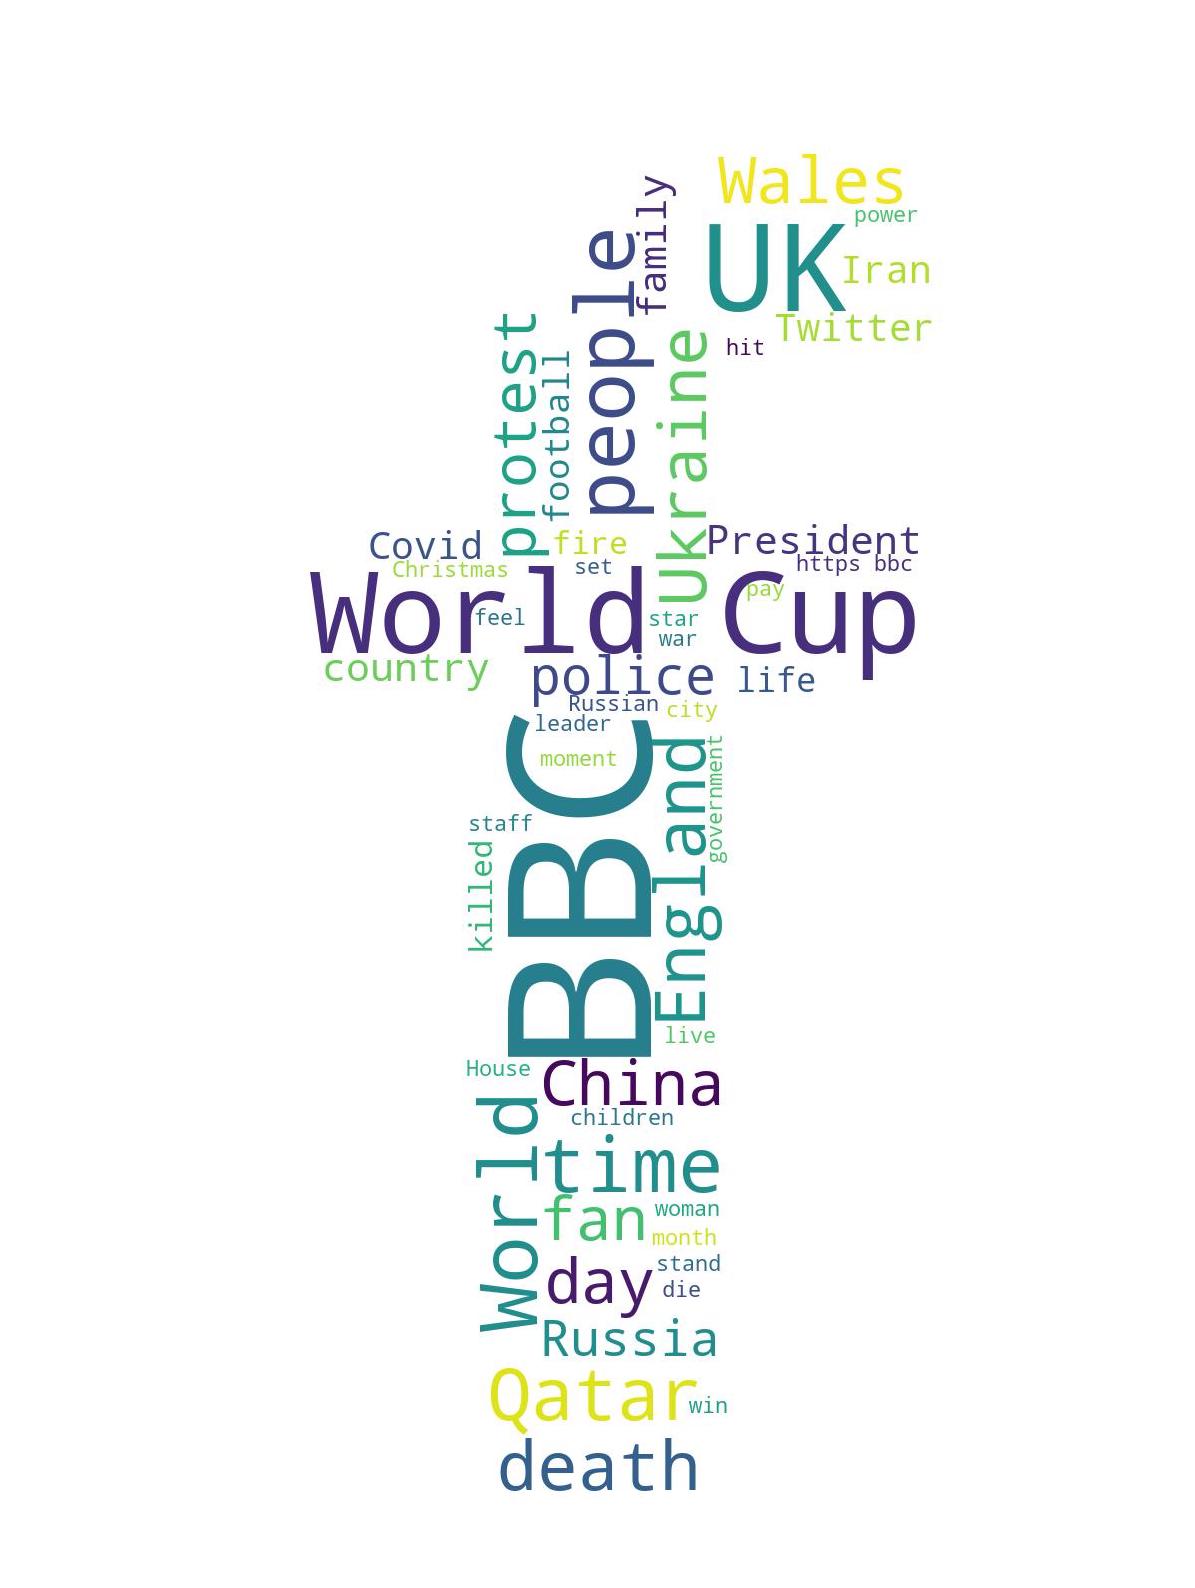 Wales
power
family
UK
people
Iran
protest
Twitter
Ukraine
hit
football
Covid
fire
President
Christmas
set
https bbc
World Cup
pay
feel
star
war
country
police
life
Russian
city
leader
BBC
moment
England
government
staff
killed
live
House
China
World
children
time
fan
woman
month
day
stand
die
Russia
Qatar
win
death